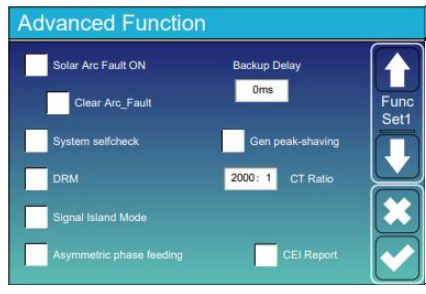 Advanced Function
Solar Arc Fault ON
Backup Delay
0ms
Clear Arc_Fault
Func
Set1
System selfcheck
Gen peak-shaving
DRM
2000: 1 CT Ratio
Signal Island Mode
Asymmetric phase feeding
CEI Report